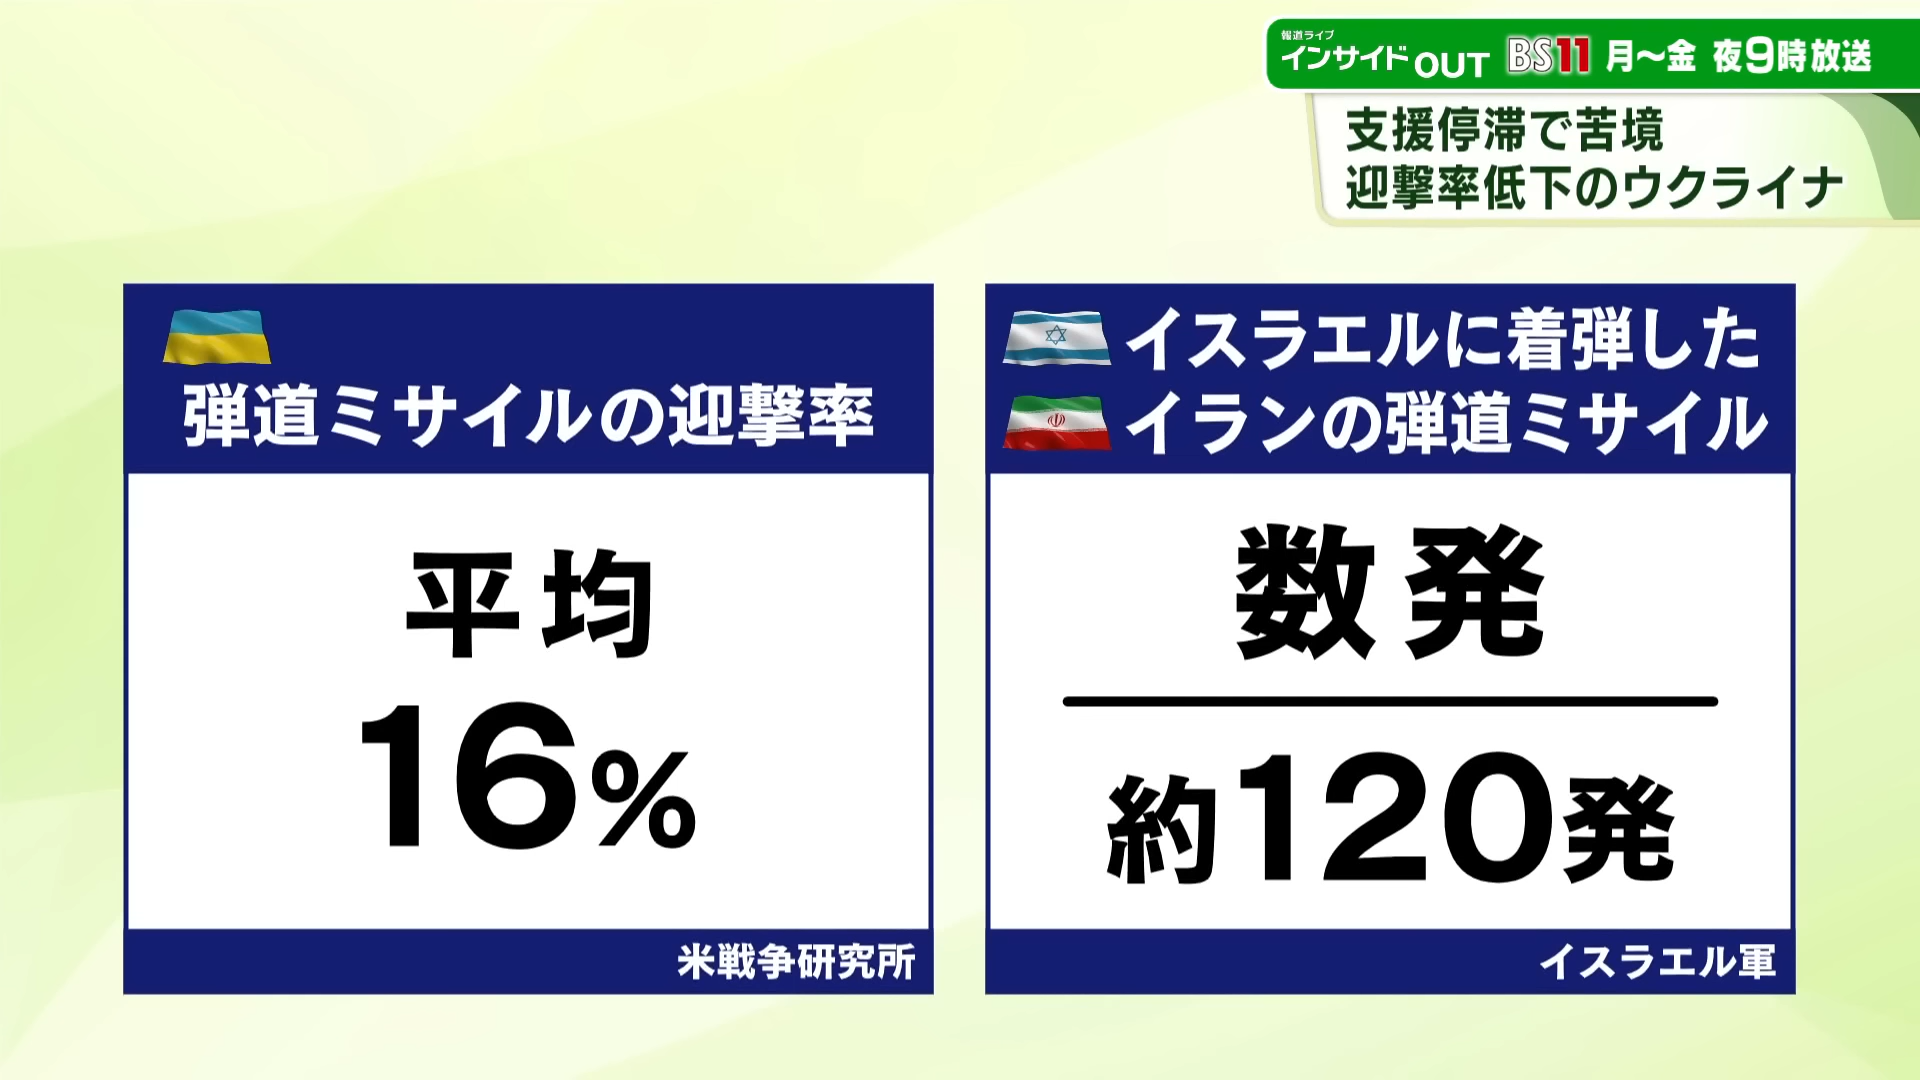 報道ライブ
インサイドOUT BS11 月～金 夜9時放送
支援停滞で苦境
迎撃率低下のウクライナ
弾道ミサイルの迎撃率
平均
16%
米戦争研究所
イスラエルに着弾した
イランの弾道ミサイル
数発
約120発
イスラエル軍